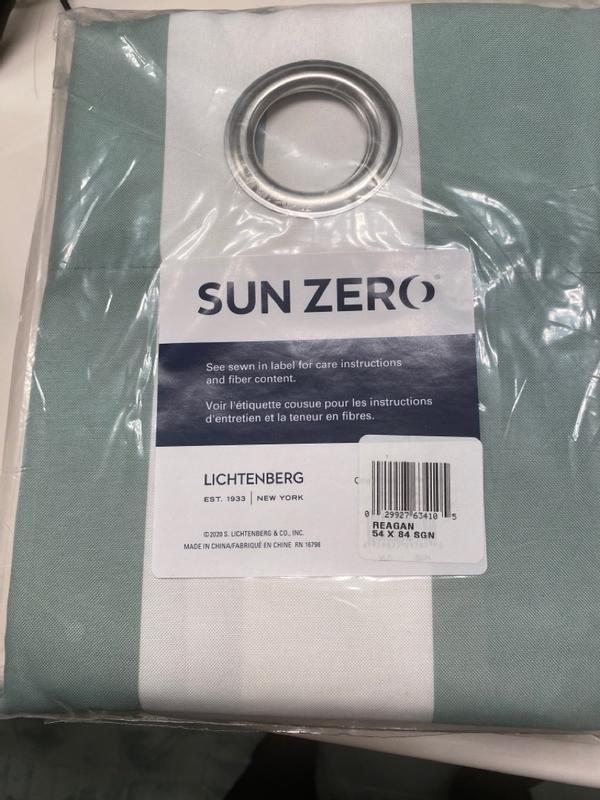 SUN ZERO®
See sewn in label for care instructions
and fiber content.
Voir l'étiquette cousue pour les instructions
d'entretien et la teneur en fibres.
LICHTENBERG
EST. 1933 | NEW YORK
©2020 S. LICHTENBERG & CO., INC.
MADE IN CHINA/FABRIQUÉ EN CHINE RN 16798
0 29927 63410 5
REAGAN
54 X 84 SGN